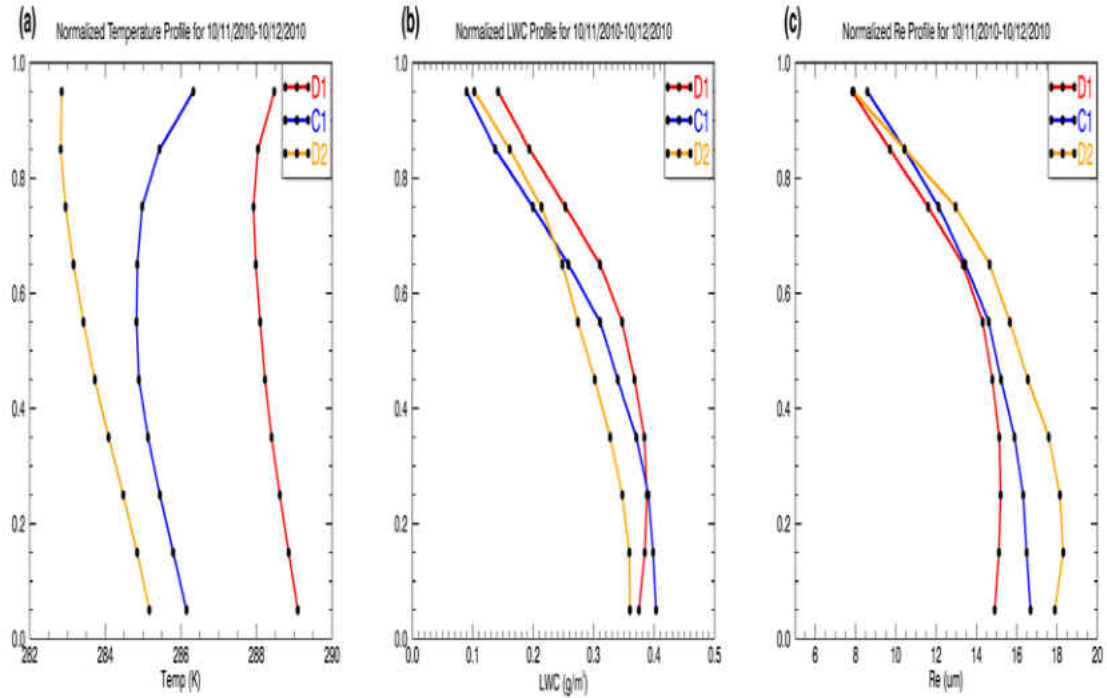 (a)
Normalized Temperature Profile for 10/11/2010-10/12/2010
1.0
0.8
0.6
0.4
0.2
0.0
282 284 286 288 290
Temp (K)
D1
C1
D2
(b)
Normalized LWC Profile for 10/11/2010-10/12/2010
1.0
0.8
0.6
0.4
0.2
0.0
0.0 0.1 0.2 0.3 0.4 0.5
LWC (g/m³)
D1
C1
D2
(c)
Normalized Re Profile for 10/11/2010-10/12/2010
1.0
0.8
0.6
0.4
0.2
0.0
6 8 10 12 14 16 18 20
Re (um)
D1
C1
D2